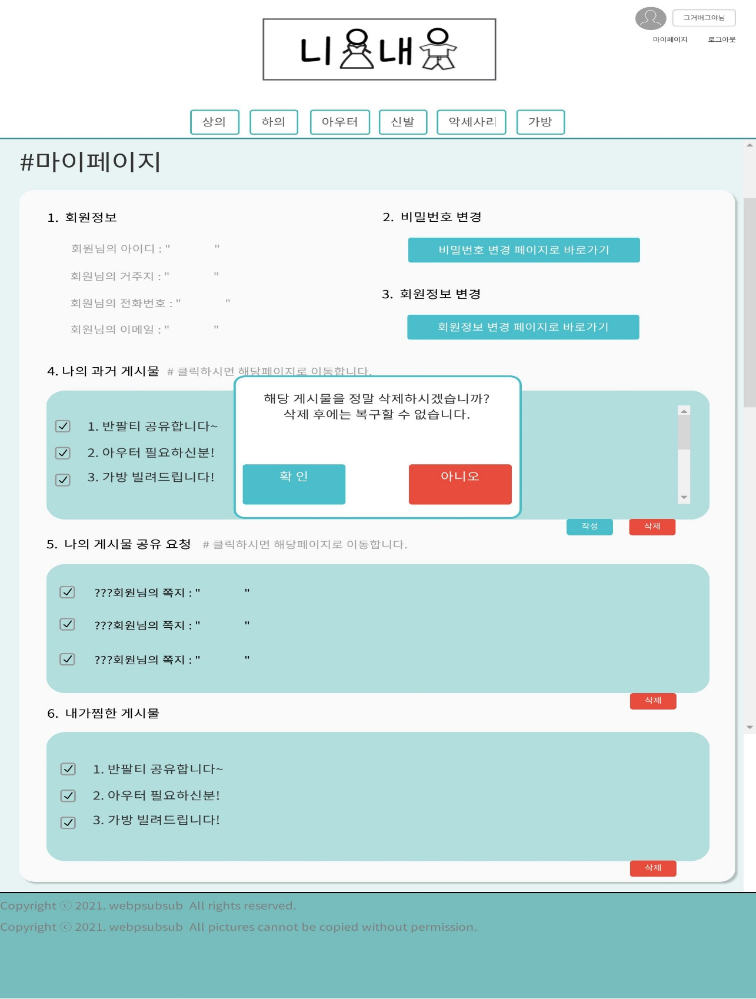 그거버그야님
마이페이지 로그아웃
니 내
상의 하의 아우터 신발 악세사리 가방
#마이페이지
1. 회원정보
회원님의 아이디 : " "
회원님의 거주지 : " "
회원님의 전화번호 : " "
회원님의 이메일 : " "
2. 비밀번호 변경
비밀번호 변경 페이지로 바로가기
3. 회원정보 변경
회원정보 변경 페이지로 바로가기
4. 나의 과거 게시물 # 클릭하시면 해당페이지로 이동합니다.
1. 반팔티 공유합니다~
2. 아우터 필요하신분!
3. 가방 빌려드립니다!
해당 게시물을 정말 삭제하시겠습니까?
삭제 후에는 복구할 수 없습니다.
확 인 아니오
작성 삭제
5. 나의 게시물 공유 요청 # 클릭하시면 해당페이지로 이동합니다.
???회원님의 쪽지 : " "
???회원님의 쪽지 : " "
???회원님의 쪽지 : " "
삭제
6. 내가찜한 게시물
1. 반팔티 공유합니다~
2. 아우터 필요하신분!
3. 가방 빌려드립니다!
삭제
Copyright ⓒ 2021. webpsubsub All rights reserved.
Copyright ⓒ 2021. webpsubsub All pictures cannot be copied without permission.